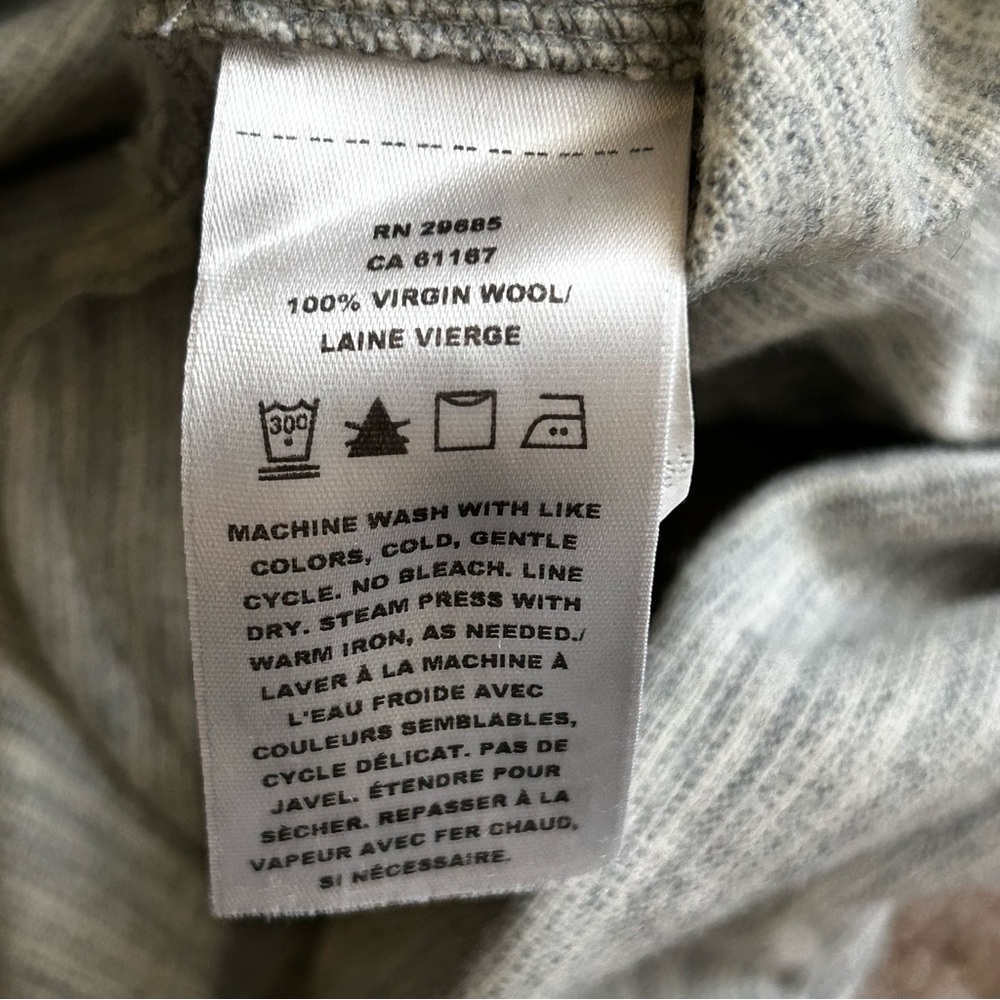 RN 29685
CA 61167
100% VIRGIN WOOL/
LAINE VIERGE
30C
MACHINE WASH WITH LIKE
COLORS, COLD, GENTLE
CYCLE. NO BLEACH. LINE
DRY. STEAM PRESS WITH
WARM IRON, AS NEEDED./
LAVER À LA MACHINE À
L'EAU FROIDE AVEC
COULEURS SEMBLABLES,
CYCLE DÉLICAT. PAS DE
JAVEL. ÉTENDRE POUR
SÈCHER. REPASSER À LA
VAPEUR AVEC FER CHAUD,
SI NÉCESSAIRE.